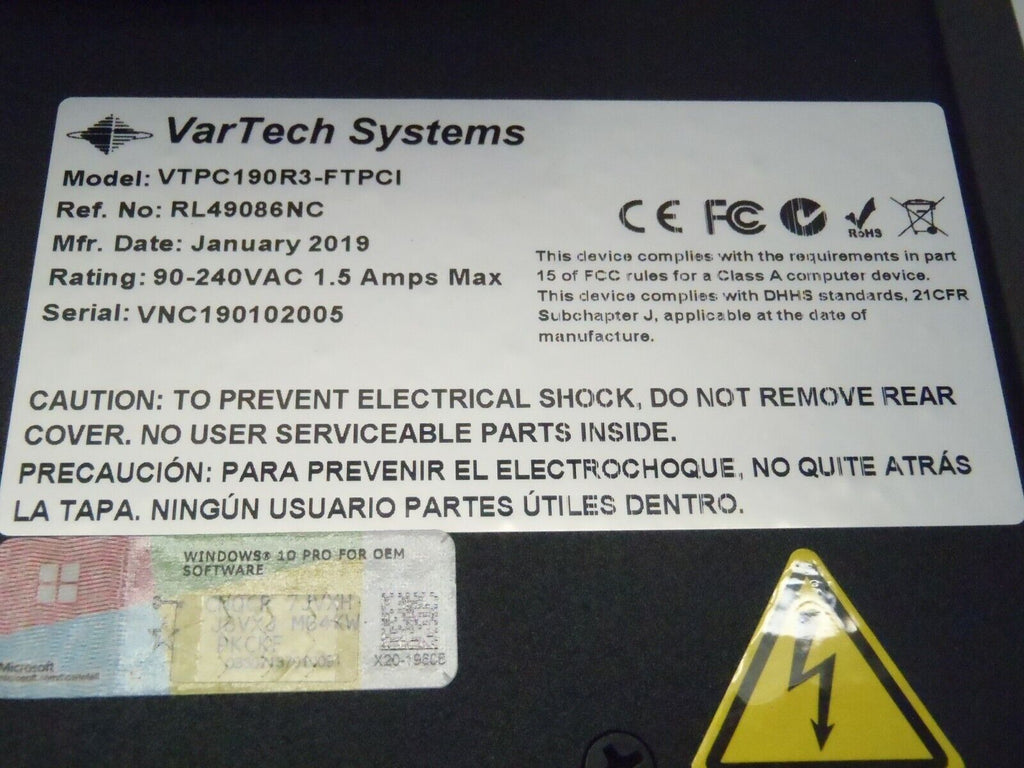 VarTech Systems
Model: VTPC190R3-FTPCI
Ref. No: RL49086NC
Mfr. Date: January 2019
Rating: 90-240VAC 1.5 Amps Max
Serial: VNC190102005
CE FC
RoHS
This device complies with the requirements in part
15 of FCC rules for a Class A computer device.
This device complies with DHHS standards, 21CFR
Subchapter J, applicable at the date of
manufacture.
CAUTION: TO PREVENT ELECTRICAL SHOCK, DO NOT REMOVE REAR
COVER. NO USER SERVICEABLE PARTS INSIDE.
PRECAUCIÓN: PARA PREVENIR EL ELECTROCHOQUE, NO QUITE ATRÁS
LA TAPA. NINGÚN USUARIO PARTES ÚTILES DENTRO.
WINDOWS® 10 PRO FOR OEM
SOFTWARE
Microsoft